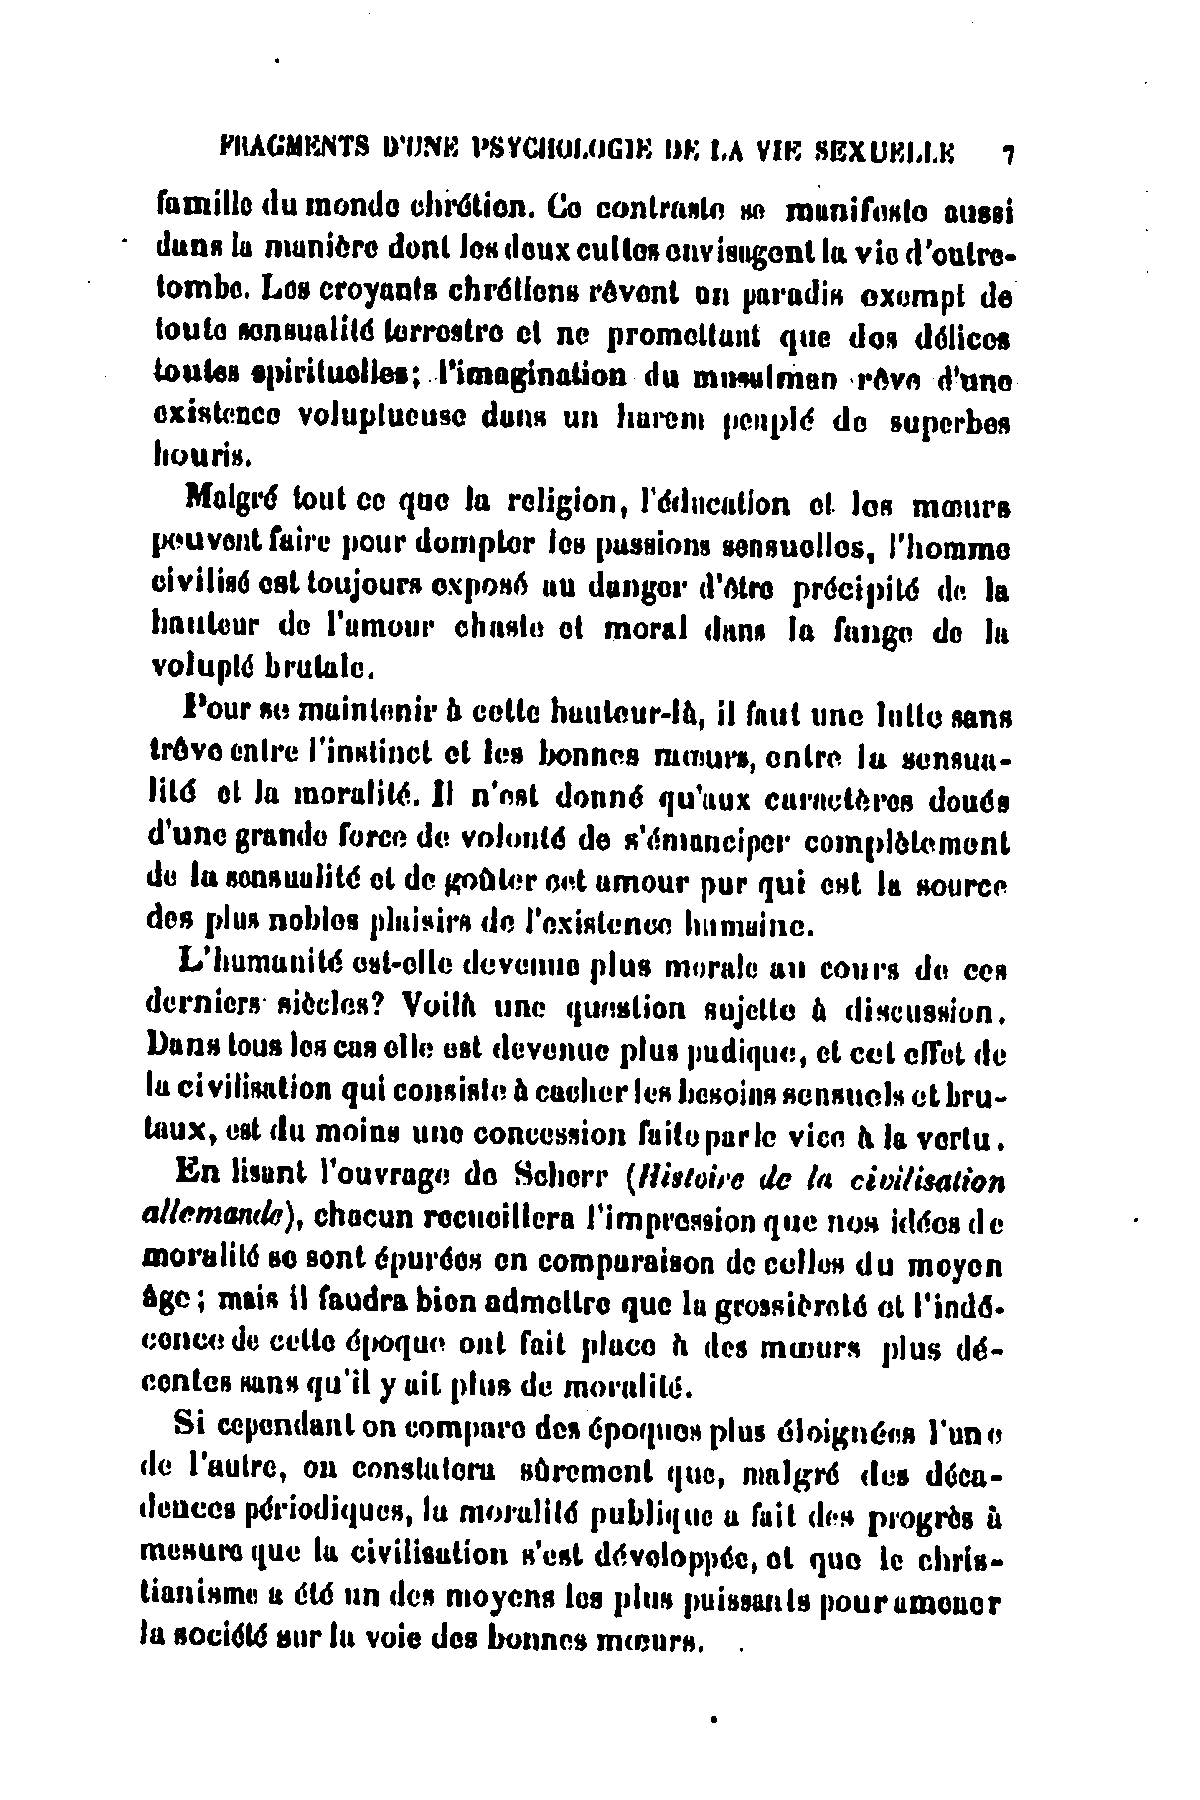 FRAGMENTS D'UNE PSYCHOLOGIE DE LA VIE SEXUELLE 7
famille du monde chrétien. Ce contraste se manifeste aussi
dans la manière dont les deux cultes envisagent la vie d'outre-
tombe. Les croyants chrétiens rêvent un paradis exempt de
toute sensualité terrestre et ne promettant que des délices
toutes spirituelles; l'imagination du musulman rêve d'une
existence voluptueuse dans un harem peuplé de superbes
houris.
Malgré tout ce que la religion, l'éducation et les mœurs
peuvent faire pour dompter les passions sensuelles, l'homme
civilisé est toujours exposé au danger d'être précipité de la
hauteur de l'amour chaste et moral dans la fange de la
volupté brutale.
Pour se maintenir à cette hauteur-là, il faut une lutte sans
trêve entre l'instinct et les bonnes mœurs, entre la sensua-
lité et la moralité. Il n'est donné qu'aux caractères doués
d'une grande force de volonté de s'émanciper complètement
de la sensualité et de goûter cet amour pur qui est la source
des plus nobles plaisirs de l'existence humaine.
L'humanité est-elle devenue plus morale au cours de ces
derniers siècles? Voilà une question sujette à discussion.
Dans tous les cas elle est devenue plus pudique, et cet effet de
la civilisation qui consiste à cacher les besoins sensuels et bru-
taux, est du moins une concession faite par le vice à la vertu.
En lisant l'ouvrage de Scherr (Histoire de la civilisation
allemande), chacun recueillera l'impression que nos idées de
moralité se sont épurées en comparaison de celles du moyen
âge; mais il faudra bien admettre que la grossièreté et l'indé-
cence de cette époque ont fait place à des mœurs plus dé-
centes sans qu'il y ait plus de moralité.
Si cependant on compare des époques plus éloignées l'une
de l'autre, on constatera sûrement que, malgré des déca-
dences périodiques, la moralité publique a fait des progrès à
mesure que la civilisation s'est développée, et que le chris-
tianisme a été un des moyens les plus puissants pour amener
la société sur la voie des bonnes mœurs.